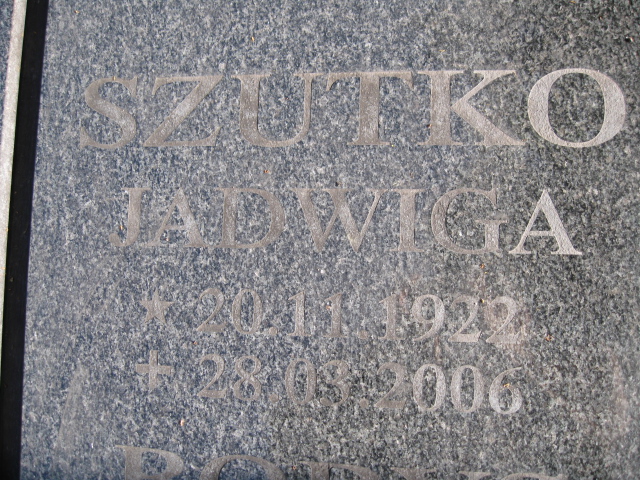 SZUTKO
JADWIGA
★ 20.11.1922
+ 28.03.2006